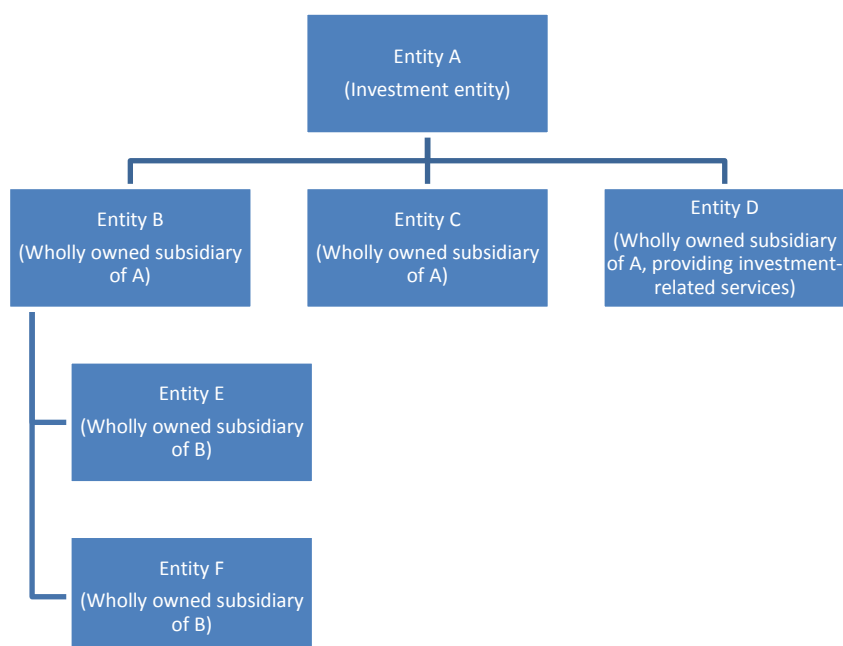 Entity A
(Investment entity)
Entity B
(Wholly owned subsidiary
of A)
Entity C
(Wholly owned subsidiary
of A)
Entity D
(Wholly owned subsidiary
of A, providing investment-
related services)
Entity E
(Wholly owned subsidiary
of B)
Entity F
(Wholly owned subsidiary
of B)